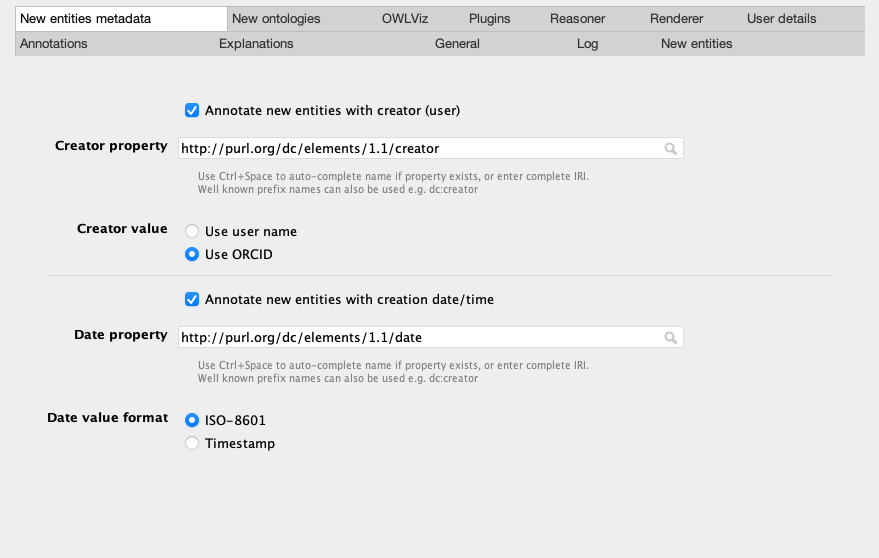 New entities metadata New ontologies OWLViz Plugins Reasoner Renderer User details
Annotations Explanations General Log New entities
Annotate new entities with creator (user)
Creator property http://purl.org/dc/elements/1.1/creator
Use Ctrl+Space to auto-complete name if property exists, or enter complete IRI.
Well known prefix names can also be used e.g. dc:creator
Creator value Use user name
Use ORCID
Annotate new entities with creation date/time
Date property http://purl.org/dc/elements/1.1/date
Use Ctrl+Space to auto-complete name if property exists, or enter complete IRI.
Well known prefix names can also be used e.g. dc:creator
Date value format ISO-8601
Timestamp